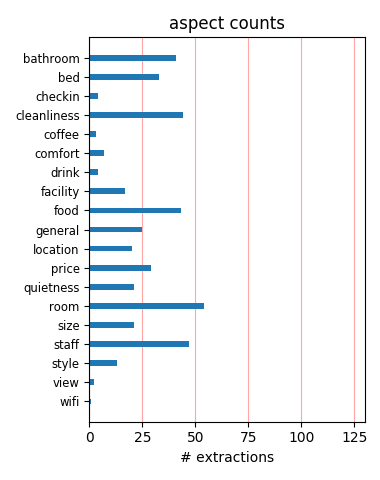 aspect counts
bathroom
bed
checkin
cleanliness
coffee
comfort
drink
facility
food
general
location
price
quietness
room
size
staff
style
view
wifi
0 25 50 75 100 125
# extractions